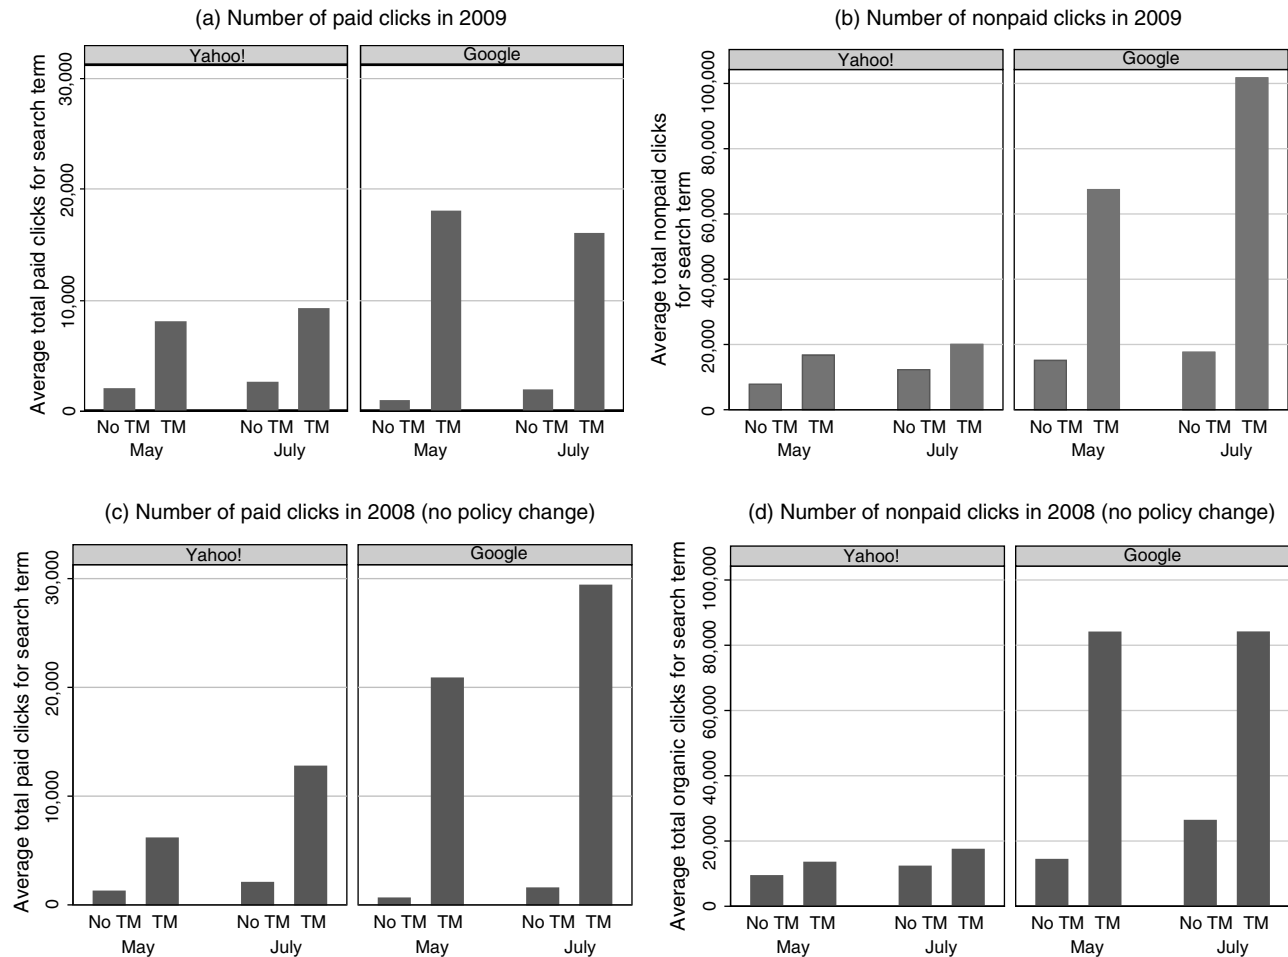 (a) Number of paid clicks in 2009
Yahoo!
Google
Average total paid clicks for search term
30,000
20,000
10,000
0
No TM TM
May
No TM TM
July
No TM TM
May
No TM TM
July
(b) Number of nonpaid clicks in 2009
Yahoo!
Google
Average total nonpaid clicks
for search term
100,000
80,000
60,000
40,000
20,000
0
No TM TM
May
No TM TM
July
No TM TM
May
No TM TM
July
(c) Number of paid clicks in 2008 (no policy change)
Yahoo!
Google
Average total paid clicks for search term
30,000
20,000
10,000
0
No TM TM
May
No TM TM
July
No TM TM
May
No TM TM
July
(d) Number of nonpaid clicks in 2008 (no policy change)
Yahoo!
Google
Average total organic clicks for search term
100,000
80,000
60,000
40,000
20,000
0
No TM TM
May
No TM TM
July
No TM TM
May
No TM TM
July